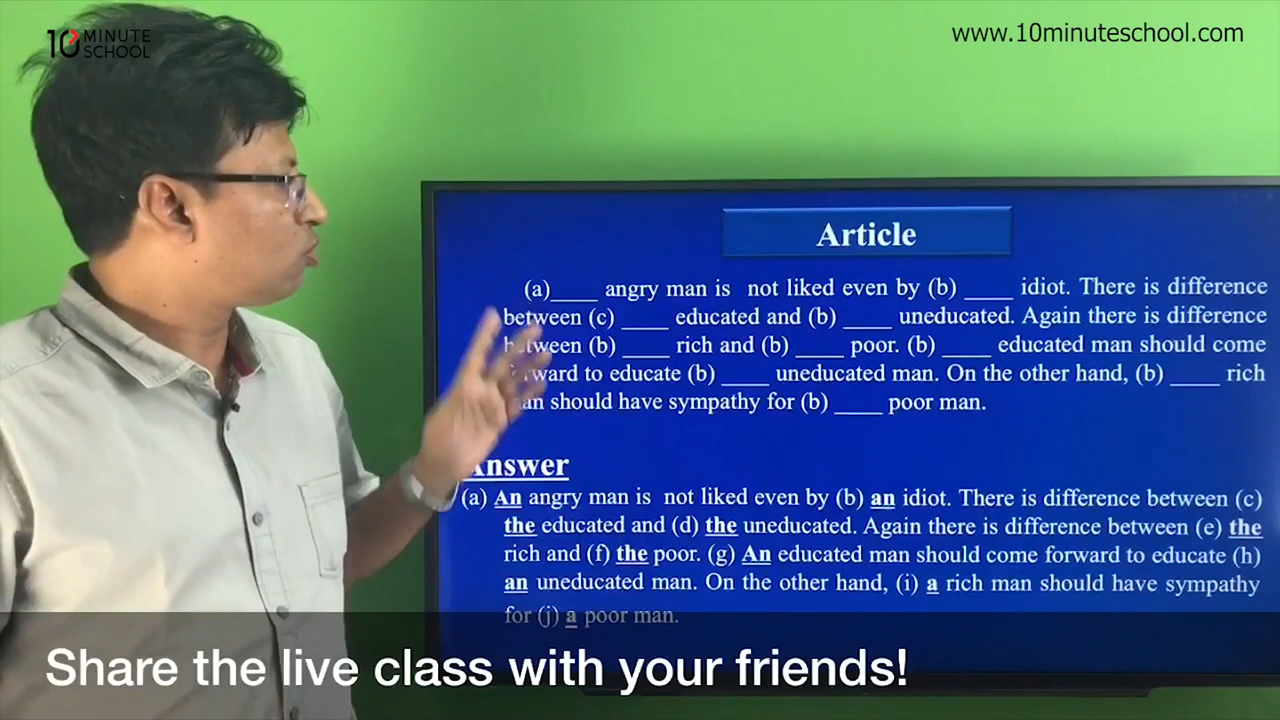 10 MINUTE
SCHOOL
www.10minuteschool.com
Article
(a)____ angry man is not liked even by (b) ____ idiot. There is difference
between (c) ____ educated and (b) ____ uneducated. Again there is difference
between (b) ____ rich and (b) ____ poor. (b) ____ educated man should come
forward to educate (b) ____ uneducated man. On the other hand, (b) ____ rich
man should have sympathy for (b) ____ poor man.
Answer
(a) An angry man is not liked even by (b) an idiot. There is difference between (c)
the educated and (d) the uneducated. Again there is difference between (e) the
rich and (f) the poor. (g) An educated man should come forward to educate (h)
an uneducated man. On the other hand, (i) a rich man should have sympathy
for (j) a poor man.
Share the live class with your friends!